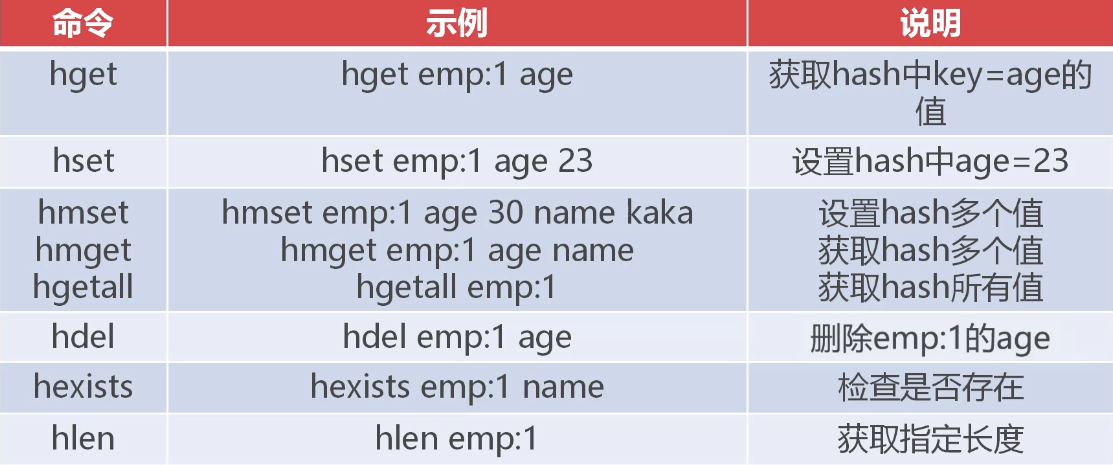 命令 示例 说明
hget hget emp:1 age 获取hash中key=age的
值
hset hset emp:1 age 23 设置hash中age=23
hmset hmset emp:1 age 30 name kaka 设置hash多个值
hmget hmget emp:1 age name 获取hash多个值
hgetall hgetall emp:1 获取hash所有值
hdel hdel emp:1 age 删除emp:1的age
hexists hexists emp:1 name 检查是否存在
hlen hlen emp:1 获取指定长度